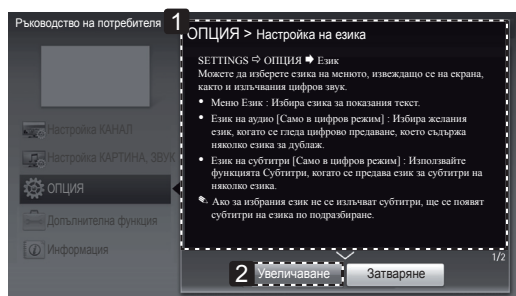 Ръководство на потребителя
1
ОПЦИЯ > Настройка на езика
SETTINGS ⇨ ОПЦИЯ ➡ Език
Можете да изберете езика на менюто, извеждащо се на екрана,
както и излъчвания цифров звук.
• Меню Език : Избира езика за показания текст.
• Език на аудио [Само в цифров режим] : Избира желания
език, когато се гледа цифрово предаване, което съдържа
няколко езика за дублаж.
• Език на субтитри [Само в цифров режим] : Използвайте
функцията Субтитри, когато се предава език за субтитри на
няколко езика.
✎ Ако за избрания език не се излъчват субтитри, ще се появят
субтитри на езика по подразбиране.
Настройка КАНАЛ
Настройка КАРТИНА, ЗВУК
ОПЦИЯ
Допълнителна функция
Информация
1/2
2
Увеличаване
Затваряне